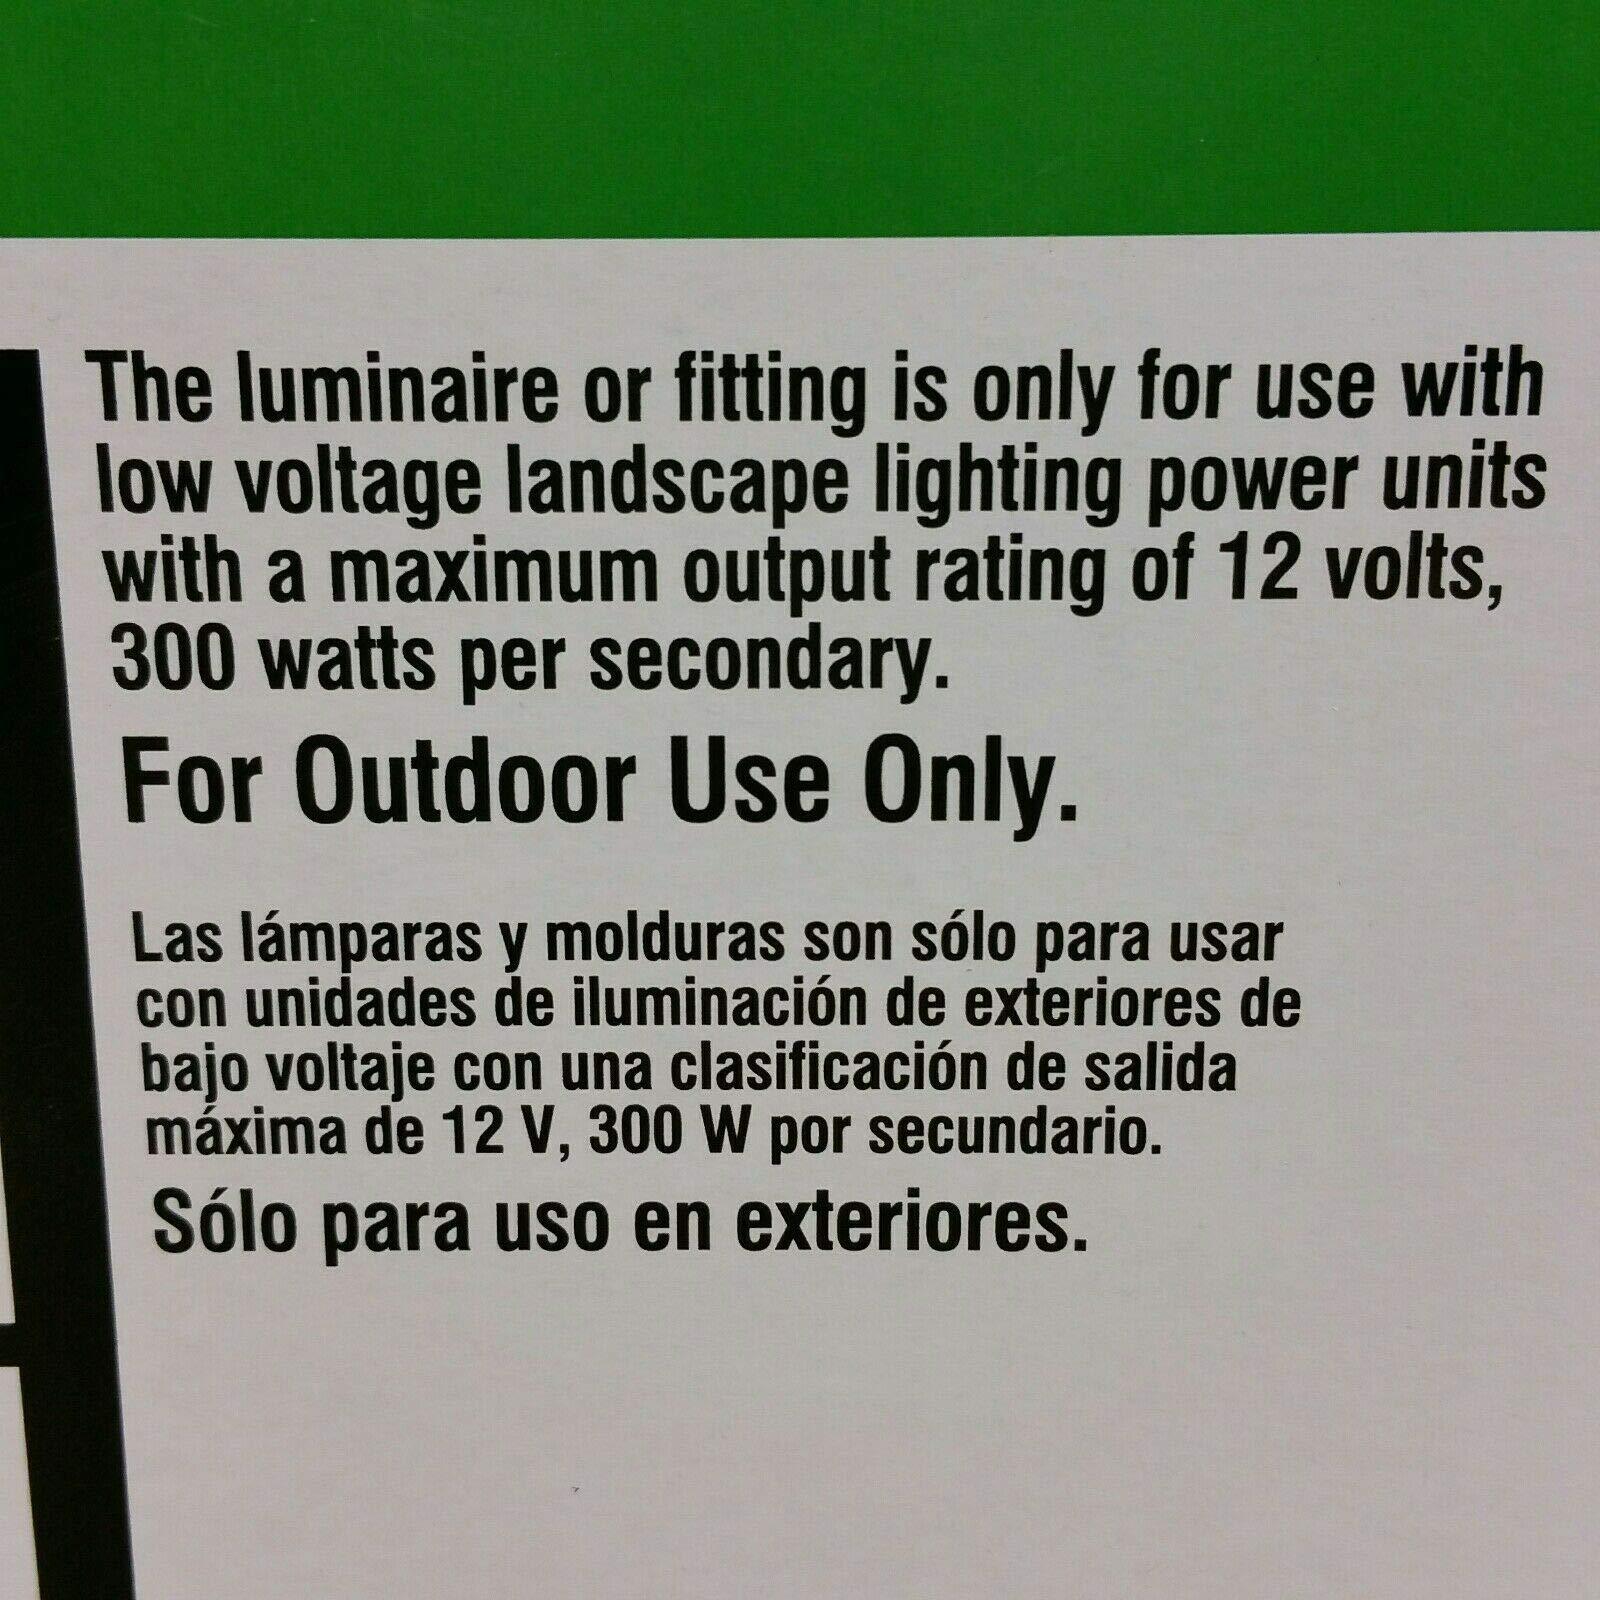 The luminaire or fitting is only for use with
low voltage landscape lighting power units
with a maximum output rating of 12 volts,
300 watts per secondary.
For Outdoor Use Only.
Las lámparas y molduras son sólo para usar
con unidades de iluminación de exteriores de
bajo voltaje con una clasificación de salida
máxima de 12 V, 300 W por secundario.
Sólo para uso en exteriores.